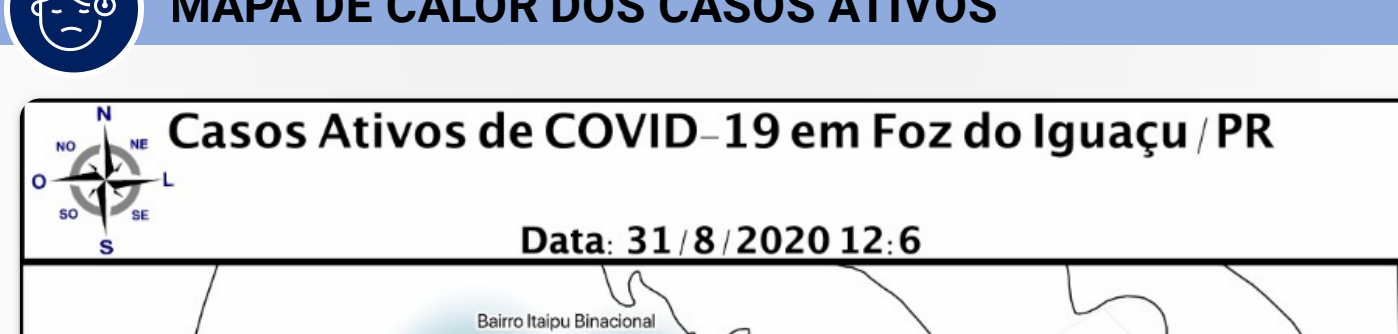 MAPA DE CALOR DOS CASOS ATIVOS
N
NO NE
O L
SO SE
S
Casos Ativos de COVID-19 em Foz do Iguaçu/PR
Data: 31/8/2020 12:6
Bairro Itaipu Binacional